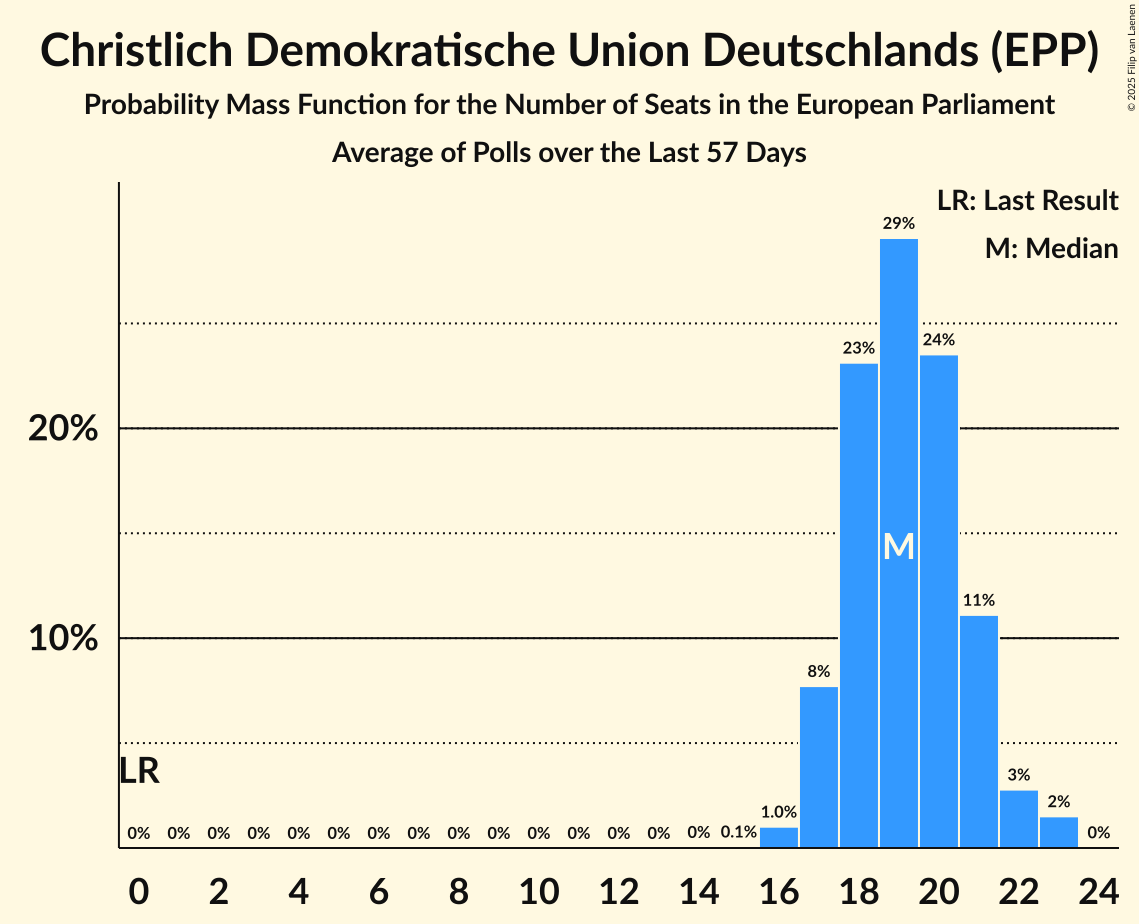 Christlich Demokratische Union Deutschlands (EPP)
Probability Mass Function for the Number of Seats in the European Parliament
Average of Polls over the Last 57 Days
© 2025 Filip van Laenen
LR: Last Result
M: Median
20%
10%
LR
M
0% 0% 0% 0% 0% 0% 0% 0% 0% 0% 0% 0% 0% 0% 0% 0.1% 1.0% 8% 23% 29% 24% 11% 3% 2% 0%
0 2 4 6 8 10 12 14 16 18 20 22 24